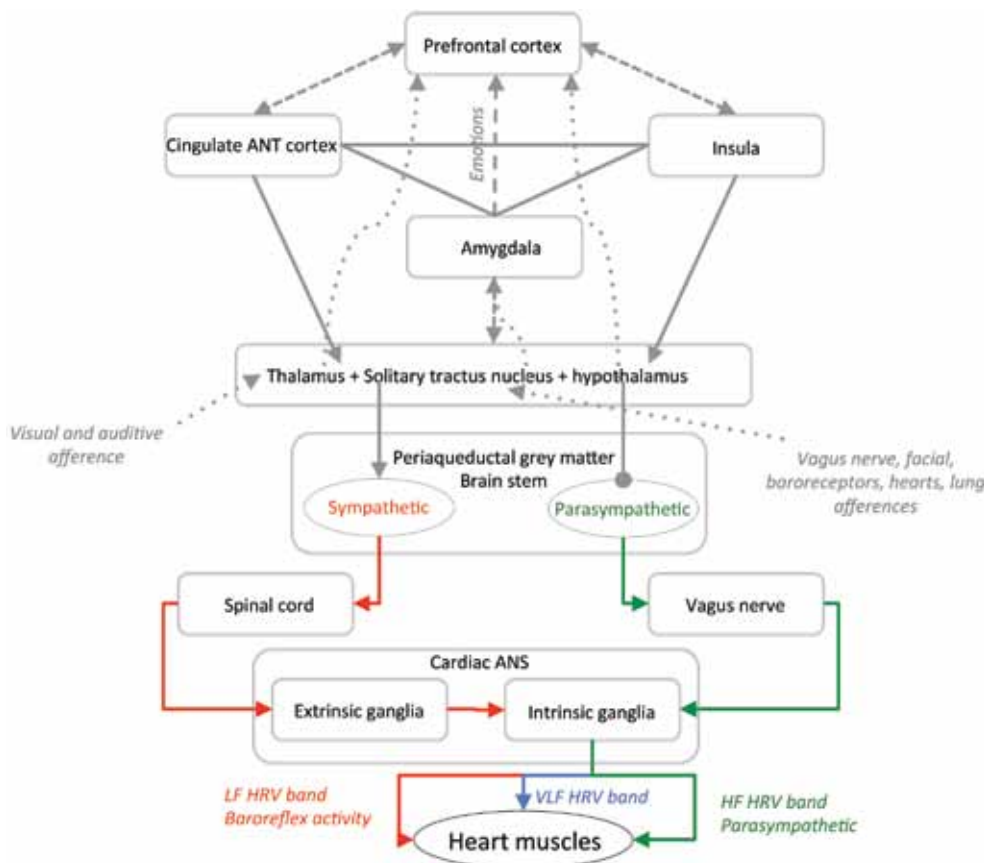 Prefrontal cortex
Emotions
Cingulate ANT cortex
Insula
Amygdala
Thalamus + Solitary tractus nucleus + hypothalamus
Visual and auditive
afference
Vagus nerve, facial,
baroreceptors, hearts, lung
afferences
Periaqueductal grey matter
Brain stem
Sympathetic
Parasympathetic
Spinal cord
Vagus nerve
Cardiac ANS
Extrinsic ganglia
Intrinsic ganglia
LF HRV band
Baroreflex activity
VLF HRV band
HF HRV band
Parasympathetic
Heart muscles